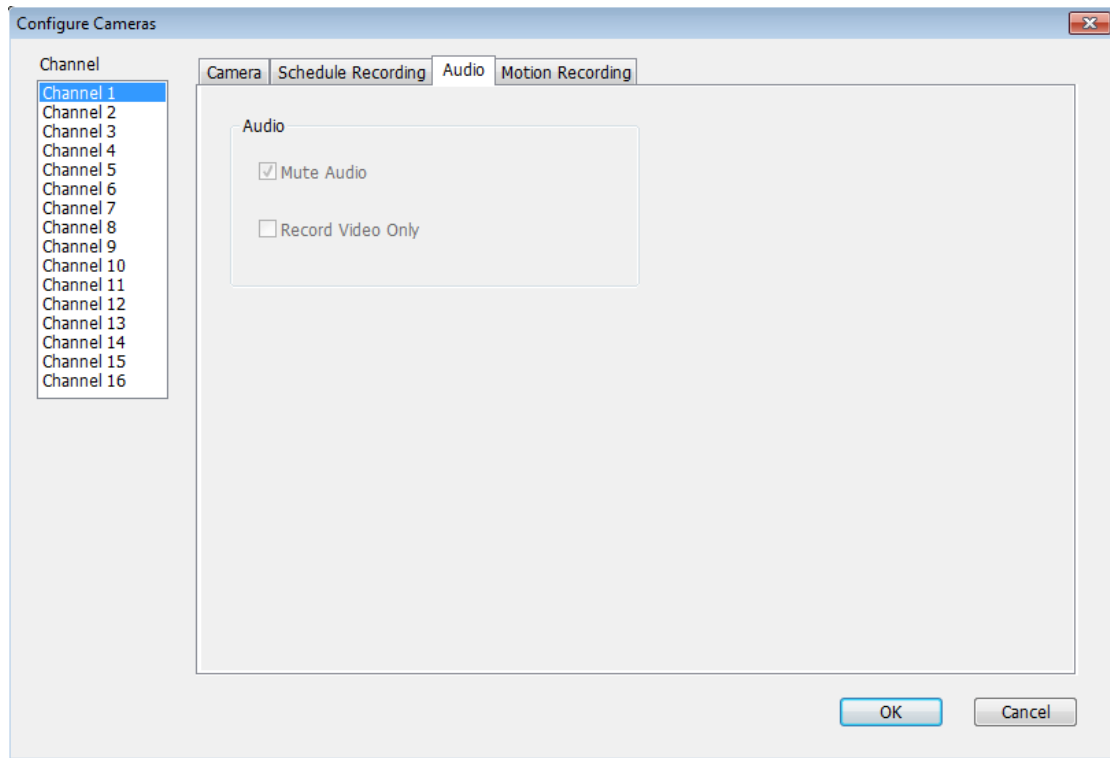 Configure Cameras
Channel
Channel 1
Channel 2
Channel 3
Channel 4
Channel 5
Channel 6
Channel 7
Channel 8
Channel 9
Channel 10
Channel 11
Channel 12
Channel 13
Channel 14
Channel 15
Channel 16
Camera Schedule Recording Audio Motion Recording
Audio
Mute Audio
Record Video Only
OK Cancel